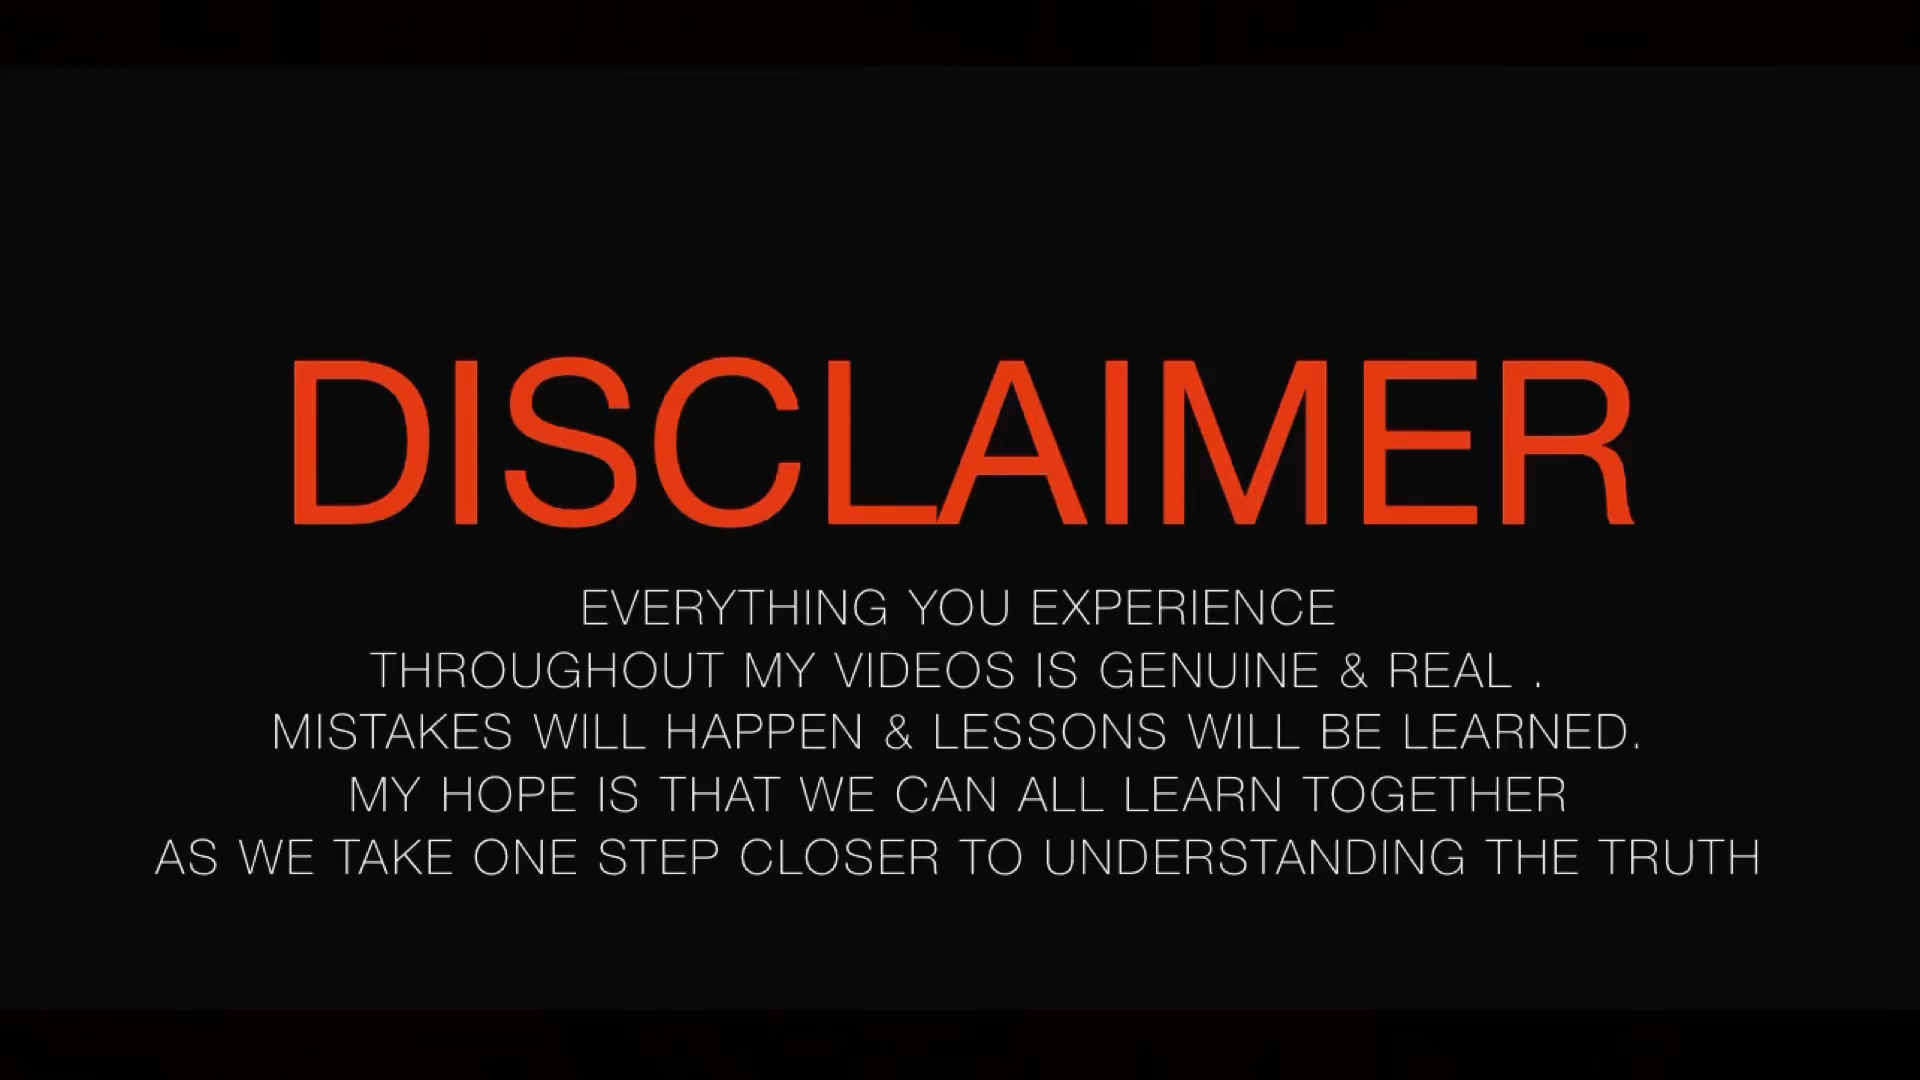 DISCLAIMER
EVERYTHING YOU EXPERIENCE
THROUGHOUT MY VIDEOS IS GENUINE & REAL .
MISTAKES WILL HAPPEN & LESSONS WILL BE LEARNED.
MY HOPE IS THAT WE CAN ALL LEARN TOGETHER
AS WE TAKE ONE STEP CLOSER TO UNDERSTANDING THE TRUTH